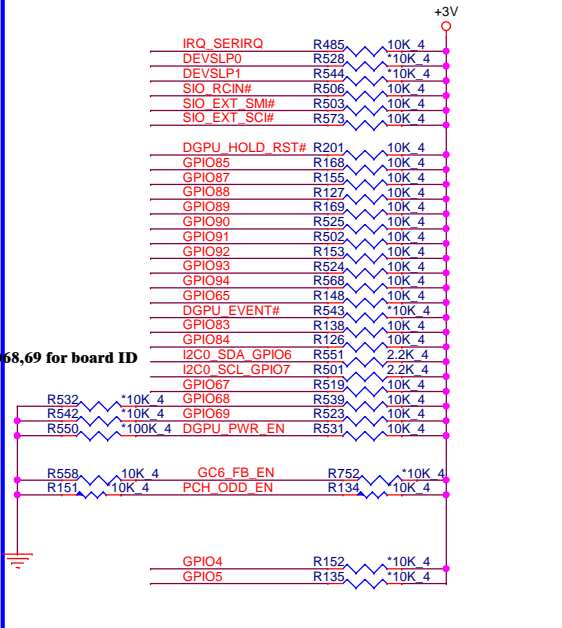 +3V
IRQ_SERIRQ R485 10K_4
DEVSLP0 R528 *10K_4
DEVSLP1 R544 *10K_4
SIO_RCIN# R506 10K_4
SIO_EXT_SMI# R503 10K_4
SIO_EXT_SCI# R573 10K_4
DGPU_HOLD_RST# R201 10K_4
GPIO85 R168 10K_4
GPIO87 R155 10K_4
GPIO88 R127 10K_4
GPIO89 R169 10K_4
GPIO90 R525 10K_4
GPIO91 R502 10K_4
GPIO92 R153 10K_4
GPIO93 R524 10K_4
GPIO94 R568 10K_4
GPIO65 R148 10K_4
DGPU_EVENT# R543 *10K_4
GPIO83 R138 10K_4
GPIO84 R126 10K_4
68,69 for board ID I2C0_SDA_GPIO6 R551 2.2K_4
I2C0_SCL_GPIO7 R501 2.2K_4
GPIO67 R519 10K_4
R532 *10K_4 GPIO68 R539 10K_4
R542 *10K_4 GPIO69 R523 10K_4
R550 *100K_4 DGPU_PWR_EN R531 10K_4
R558 10K_4 GC6_FB_EN R752 *10K_4
R151 *10K_4 PCH_ODD_EN R134 *10K_4
GPIO4 R152 *10K_4
GPIO5 R135 *10K_4